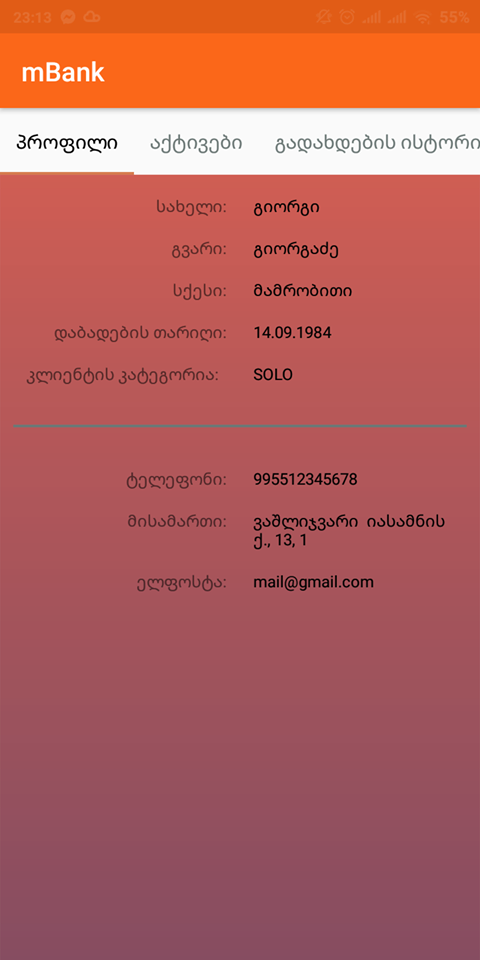 23:13 55%
mBank
პროფილი აქტივები გადახდების ისტორი
სახელი: გიორგი
გვარი: გიორგაძე
სქესი: მამრობითი
დაბადების თარიღი: 14.09.1984
კლიენტის კატეგორია: SOLO
ტელეფონი: 995512345678
მისამართი: ვაშლიჯვარი იასამნის
ქ., 13, 1
ელფოსტა: mail@gmail.com